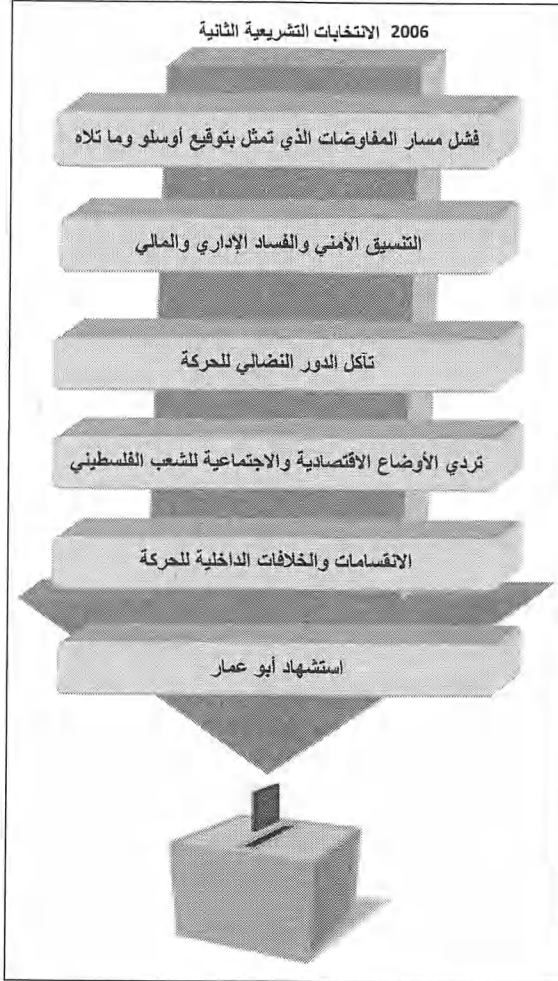 2006 الانتخابات التشريعية الثانية
فشل مسار المفاوضات الذي تمثل بتوقيع أوسلو وما تلاه
التنسيق الأمني والفساد الإداري والمالي
تآكل الدور النضالي للحركة
تردي الأوضاع الاقتصادية والاجتماعية للشعب الفلسطيني
الانقسامات والخلافات الداخلية للحركة
استشهاد أبو عمار